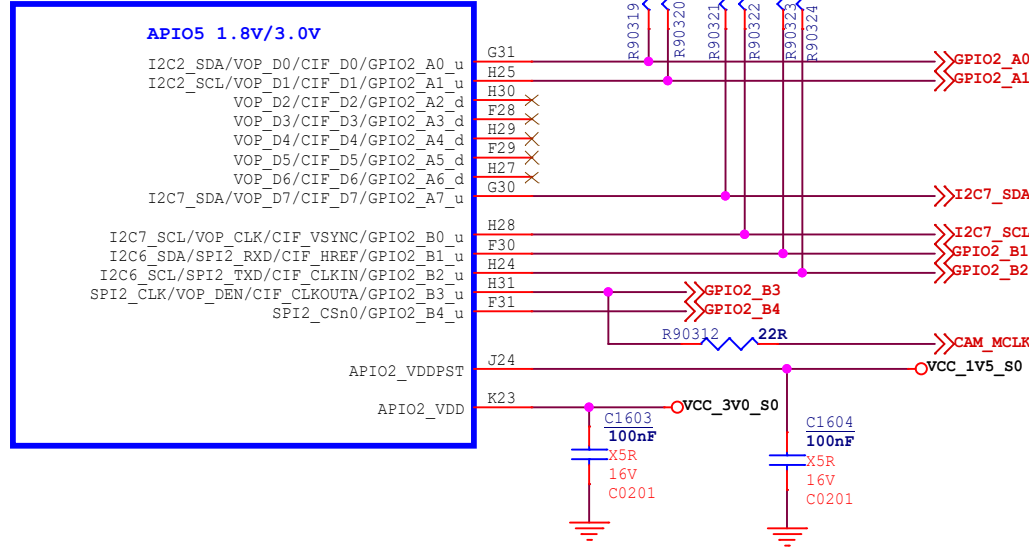 R90319
R90320
R90321
R90322
R90323
R90324
APIO5 1.8V/3.0V
I2C2_SDA/VOP_D0/CIF_D0/GPIO2_A0_u G31 GPIO2_A0
I2C2_SCL/VOP_D1/CIF_D1/GPIO2_A1_u H25 GPIO2_A1
VOP_D2/CIF_D2/GPIO2_A2_d H30
VOP_D3/CIF_D3/GPIO2_A3_d F28
VOP_D4/CIF_D4/GPIO2_A4_d H29
VOP_D5/CIF_D5/GPIO2_A5_d F29
VOP_D6/CIF_D6/GPIO2_A6_d H27
I2C7_SDA/VOP_D7/CIF_D7/GPIO2_A7_u G30 I2C7_SDA
I2C7_SCL/VOP_CLK/CIF_VSYNC/GPIO2_B0_u H28 I2C7_SCL
I2C6_SDA/SPI2_RXD/CIF_HREF/GPIO2_B1_u F30 GPIO2_B1
I2C6_SCL/SPI2_TXD/CIF_CLKIN/GPIO2_B2_u H24 GPIO2_B2
SPI2_CLK/VOP_DEN/CIF_CLKOUTA/GPIO2_B3_u H31 GPIO2_B3
SPI2_CSn0/GPIO2_B4_u F31 GPIO2_B4
R90312 22R CAM_MCLK
APIO2_VDDPST J24 VCC_1V5_S0
APIO2_VDD K23 VCC_3V0_S0
C1603
100nF
X5R
16V
C0201
C1604
100nF
X5R
16V
C0201